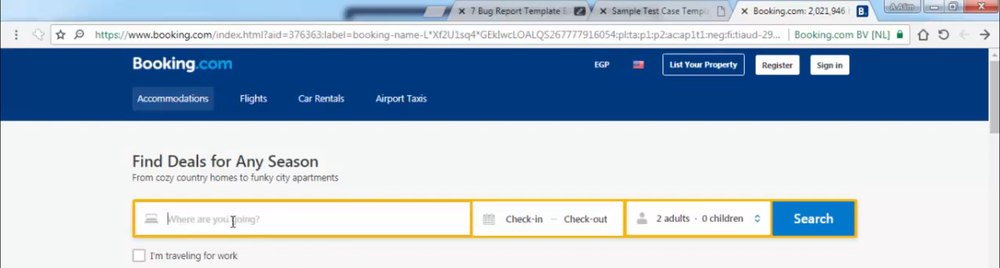 7 Bug Report Template E
Sample Test Case Templ
Booking.com: 2,021,946
B.
A Alim
https://www.booking.com/index.html?aid=376363;label=booking-name-L*Xf2U1sq4*GEkIwcLOALQS267777916054:pl:ta:p1:p2:ac:ap1t1:neg:fi:tiaud-29...
Booking.com BV [NL]
Booking.com
EGP
List Your Property
Register
Sign in
Accommodations
Flights
Car Rentals
Airport Taxis
Find Deals for Any Season
From cozy country homes to funky city apartments
Where are you going?
Check-in – Check-out
2 adults · 0 children
Search
I'm traveling for work